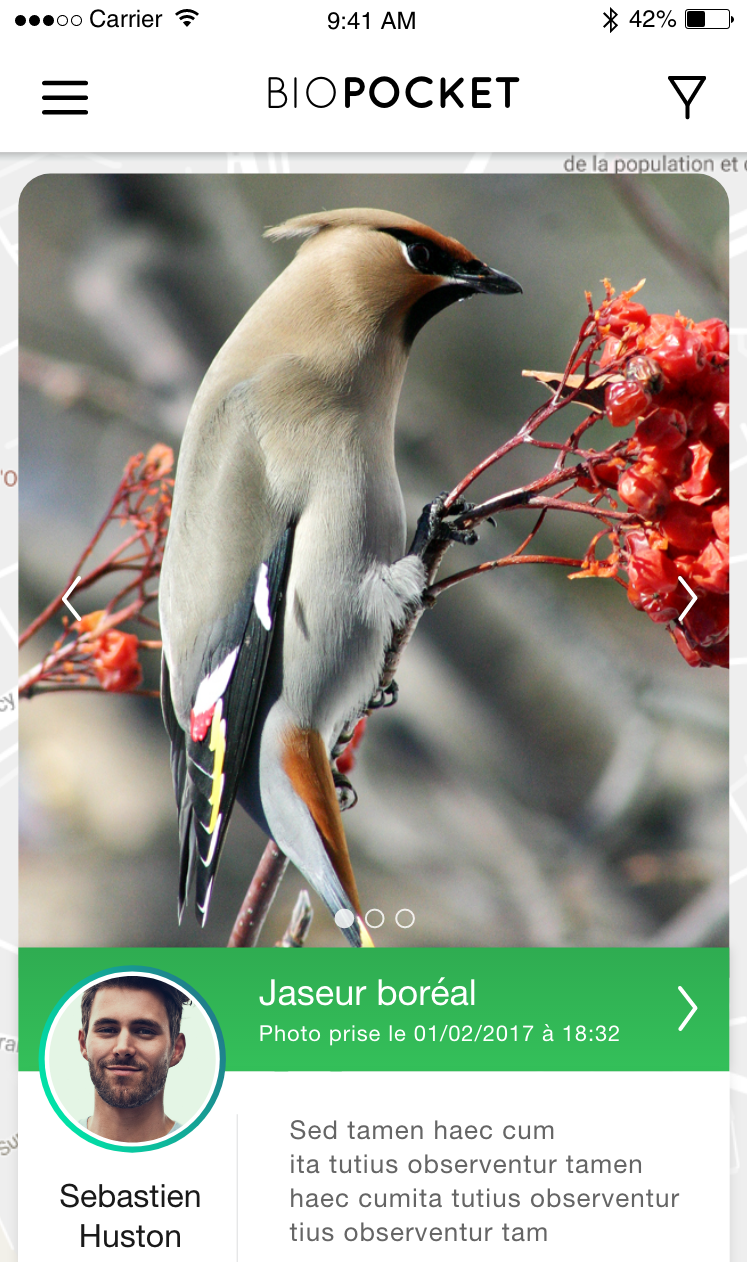 Carrier 9:41 AM 42%
BIOPOCKET
de la population et
Jaseur boréal
Photo prise le 01/02/2017 à 18:32
Sebastien
Huston
Sed tamen haec cum
ita tutius observentur tamen
haec cumita tutius observentur
tius observentur tam